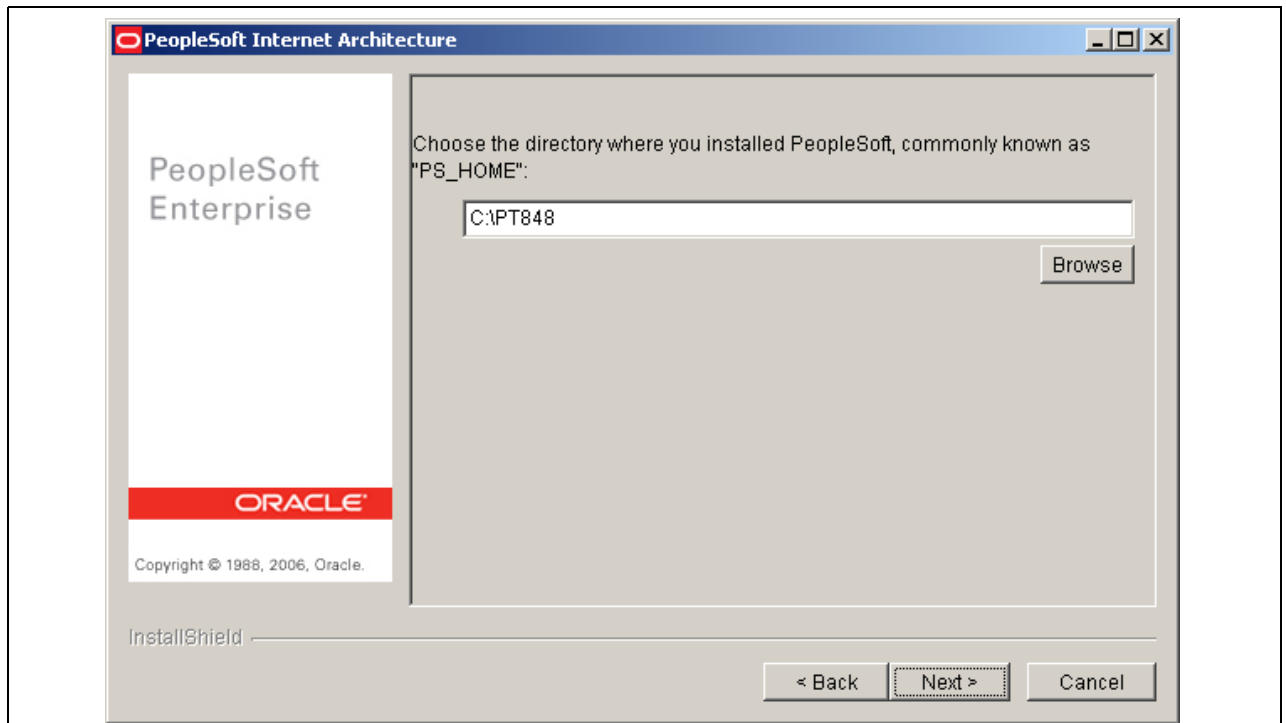 PeopleSoft Internet Architecture
PeopleSoft
Enterprise
ORACLE
Copyright © 1988, 2006, Oracle.
Choose the directory where you installed PeopleSoft, commonly known as
"PS_HOME":
C:\PT848
Browse
InstallShield
< Back
Next >
Cancel